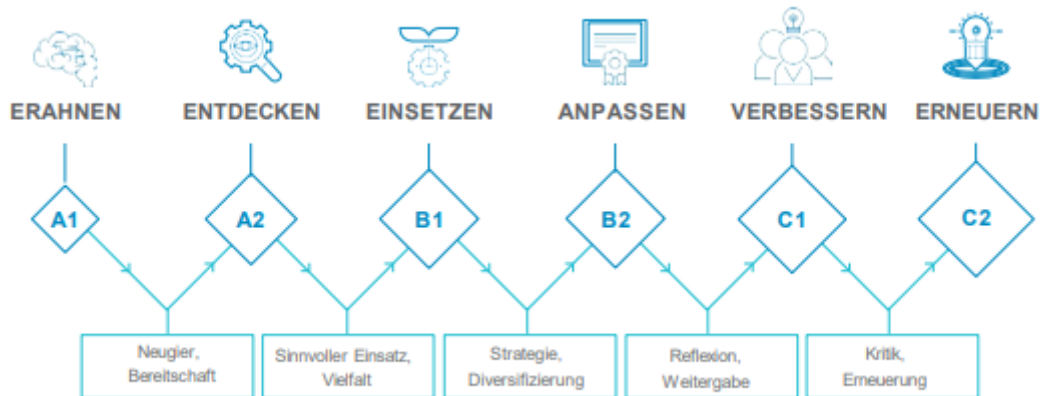 ERAHNEN ENTDECKEN EINSETZEN ANPASSEN VERBESSERN ERNEUERN
A1 A2 B1 B2 C1 C2
Neugier,
Bereitschaft
Sinnvoller Einsatz,
Vielfalt
Strategie,
Diversifizierung
Reflexion,
Weitergabe
Kritik,
Erneuerung